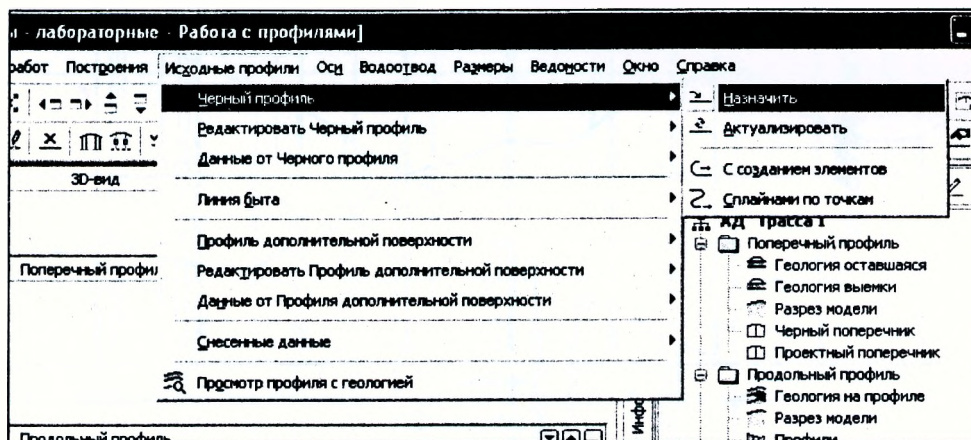 - лабораторные - Работа с профилями]
работ Построения Исходные профили Оси Водоотвод Размеры Ведомости Окно Справка
Черный профиль
Редактировать Черный профиль
Данные от Черного профиля
Линия быта
Профиль дополнительной поверхности
Редактировать Профиль дополнительной поверхности
Данные от Профиля дополнительной поверхности
Снесенные данные
Просмотр профиля с геологией
Назначить
Актуализировать
С созданием элементов
Сплайнами по точкам
3D-вид
Поперечный профил
Продольный профиль
Инфо
АД Трасса 1
Поперечный профиль
Геология оставшаяся
Геология выемки
Разрез модели
Черный поперечник
Проектный поперечник
Продольный профиль
Геология на профиле
Разрез модели
Профили